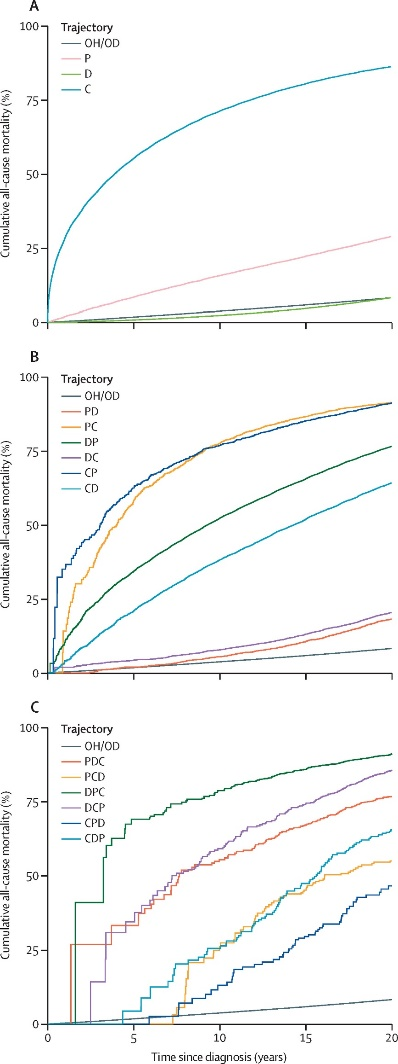 A
Trajectory
OH/OD
P
D
C
100
75
50
25
0
Cumulative all-cause mortality (%)
B
Trajectory
OH/OD
PD
PC
DP
DC
CP
CD
100
75
50
25
0
Cumulative all-cause mortality (%)
C
Trajectory
OH/OD
PDC
PCD
DPC
DCP
CPD
CDP
100
75
50
25
0
Cumulative all-cause mortality (%)
0 5 10 15 20
Time since diagnosis (years)